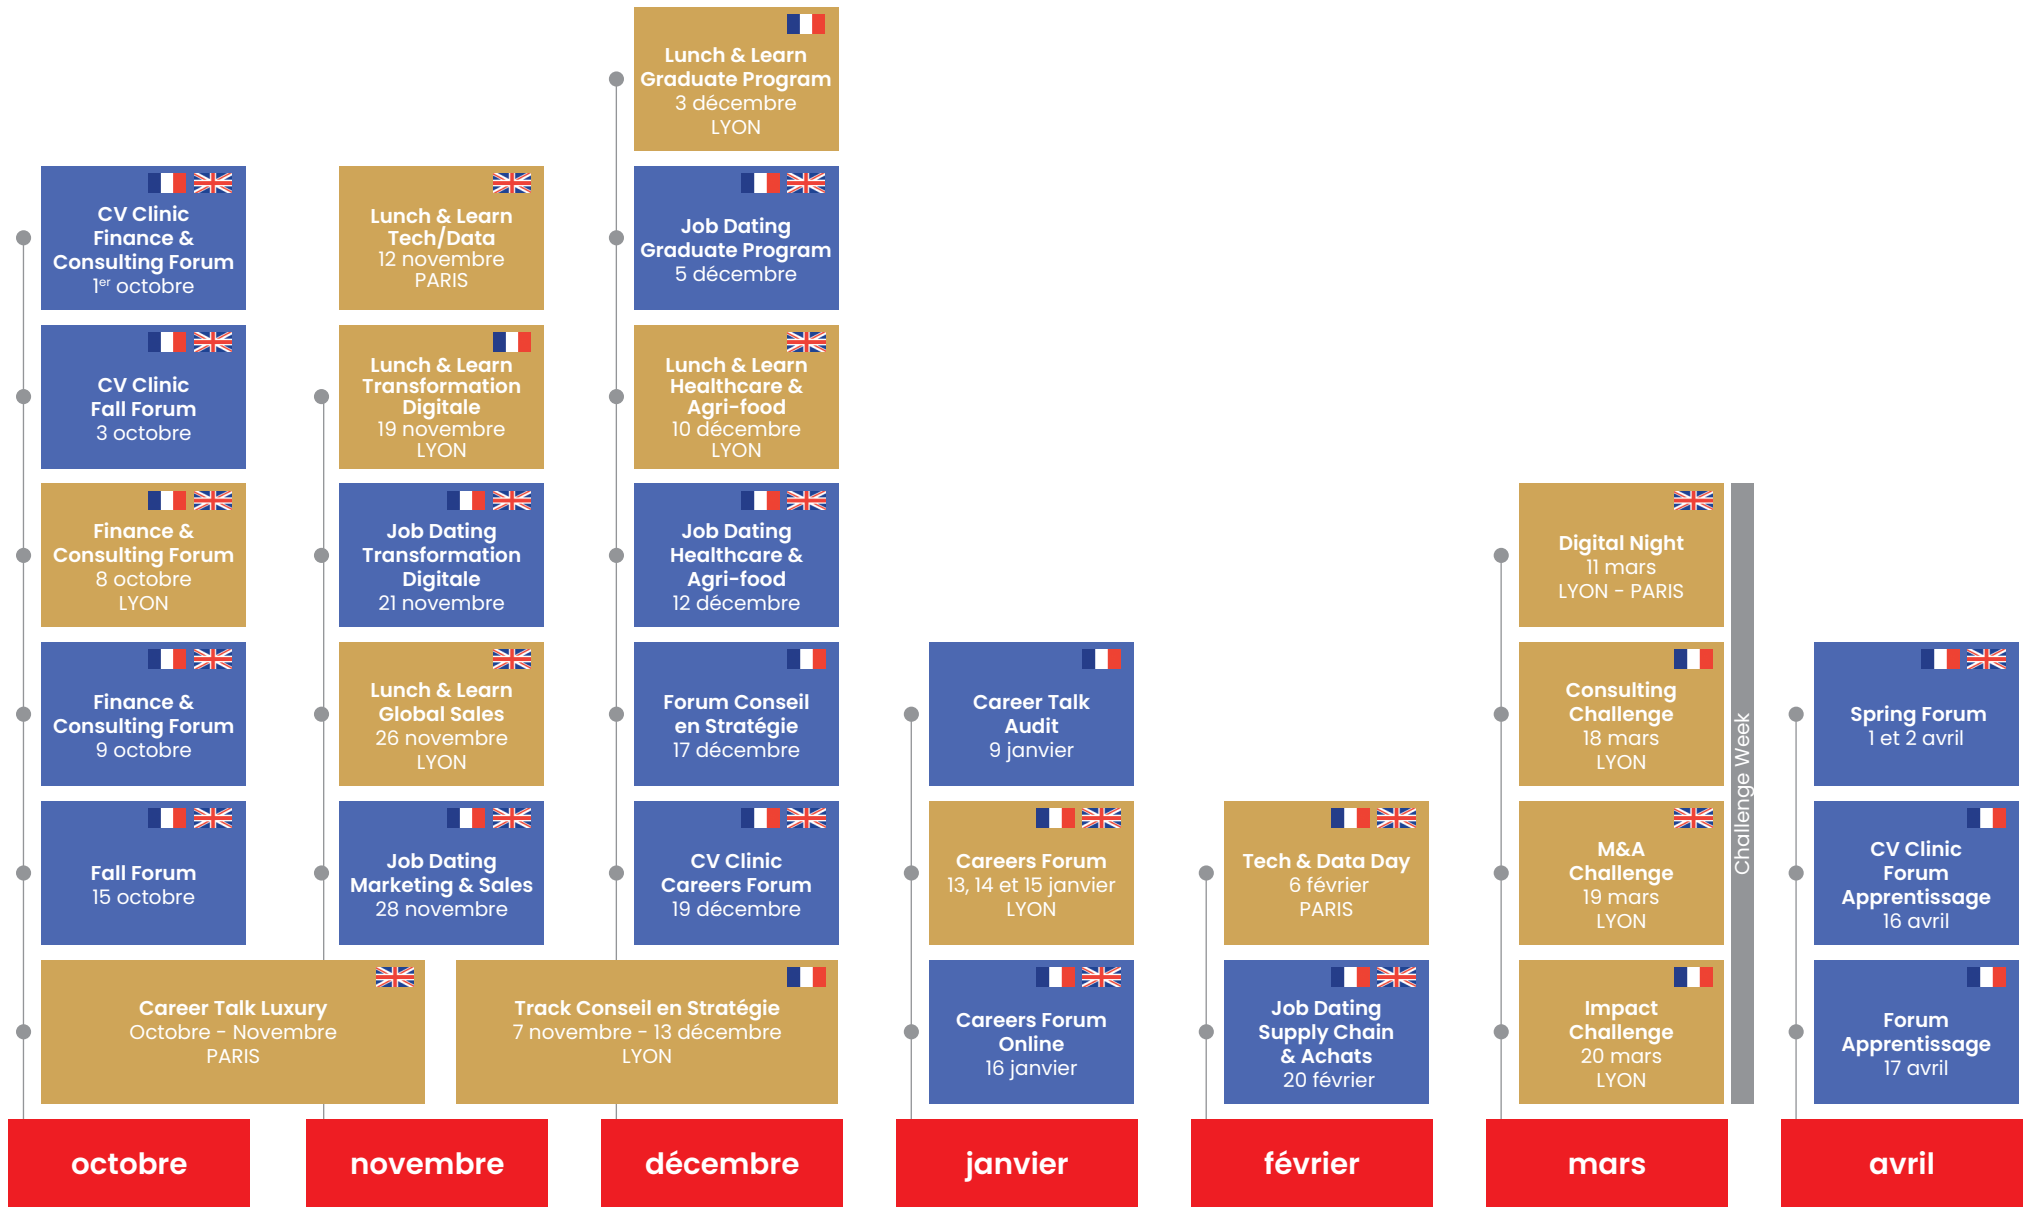 CV Clinic
Finance &
Consulting Forum
1er octobre
CV Clinic
Fall Forum
3 octobre
Finance &
Consulting Forum
8 octobre
LYON
Finance &
Consulting Forum
9 octobre
Fall Forum
15 octobre
Career Talk Luxury
Octobre - Novembre
PARIS
octobre
Lunch & Learn
Tech/Data
12 novembre
PARIS
Lunch & Learn
Transformation
Digitale
19 novembre
LYON
Job Dating
Transformation
Digitale
21 novembre
Lunch & Learn
Global Sales
26 novembre
LYON
Job Dating
Marketing & Sales
28 novembre
Track Conseil en Stratégie
7 novembre - 13 décembre
LYON
novembre
Lunch & Learn
Graduate Program
3 décembre
LYON
Job Dating
Graduate Program
5 décembre
Lunch & Learn
Healthcare &
Agri-food
10 décembre
LYON
Job Dating
Healthcare &
Agri-food
12 décembre
Forum Conseil
en Stratégie
17 décembre
CV Clinic
Careers Forum
19 décembre
décembre
Career Talk
Audit
9 janvier
Careers Forum
13, 14 et 15 janvier
LYON
Careers Forum
Online
16 janvier
janvier
Tech & Data Day
6 février
PARIS
Job Dating
Supply Chain
& Achats
20 février
février
Digital Night
11 mars
LYON - PARIS
Consulting
Challenge
18 mars
LYON
M&A
Challenge
19 mars
LYON
Impact
Challenge
20 mars
LYON
Challenge Week
mars
Spring Forum
1 et 2 avril
CV Clinic
Forum
Apprentissage
16 avril
Forum
Apprentissage
17 avril
avril